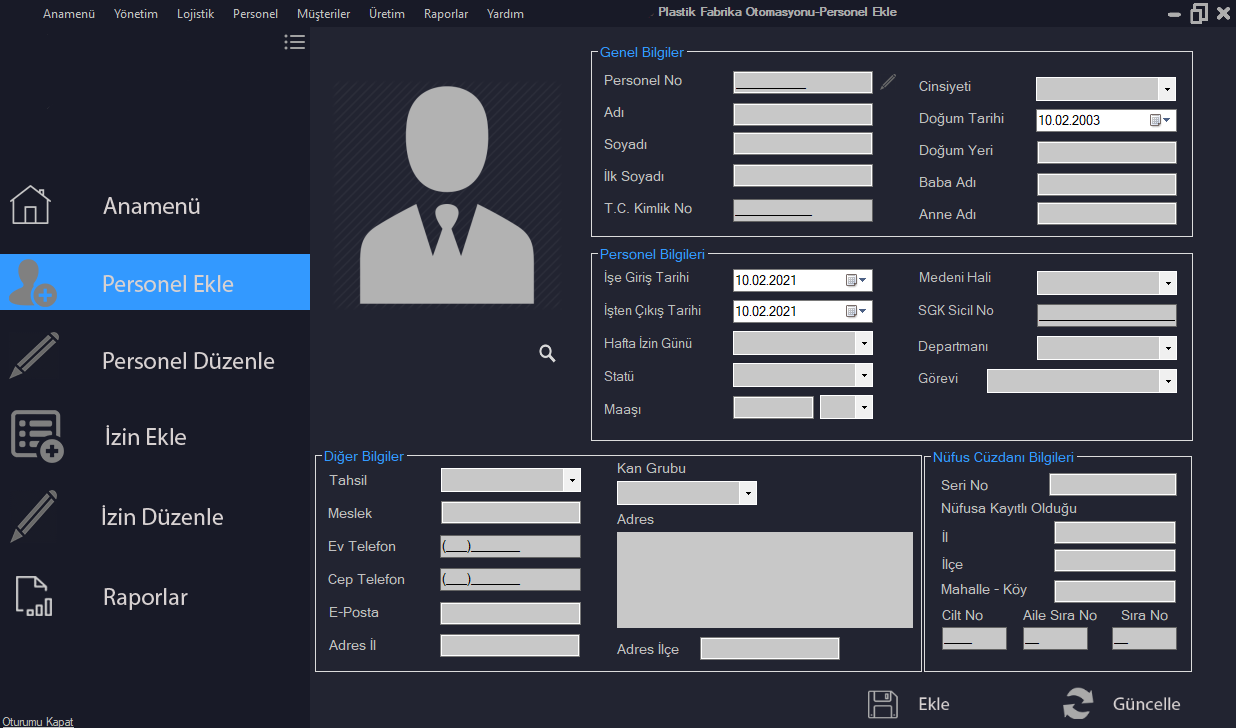 Anamenü Yönetim Lojistik Personel Müşteriler Üretim Raporlar Yardım
Plastik Fabrika Otomasyonu-Personel Ekle
Anamenü
Personel Ekle
Personel Düzenle
İzin Ekle
İzin Düzenle
Raporlar
Oturumu Kapat
Genel Bilgiler
Personel No
Adı
Soyadı
İlk Soyadı
T.C. Kimlik No
Cinsiyeti
Doğum Tarihi 10.02.2003
Doğum Yeri
Baba Adı
Anne Adı
Personel Bilgileri
İşe Giriş Tarihi 10.02.2021
İşten Çıkış Tarihi 10.02.2021
Hafta İzin Günü
Statü
Maaşı
Medeni Hali
SGK Sicil No
Departmanı
Görevi
Diğer Bilgiler
Tahsil
Meslek
Ev Telefon (___)_______
Cep Telefon (___)_______
E-Posta
Adres İl
Kan Grubu
Adres
Adres İlçe
Nüfus Cüzdanı Bilgileri
Seri No
Nüfusa Kayıtlı Olduğu
İl
İlçe
Mahalle - Köy
Cilt No Aile Sıra No Sıra No
Ekle
Güncelle